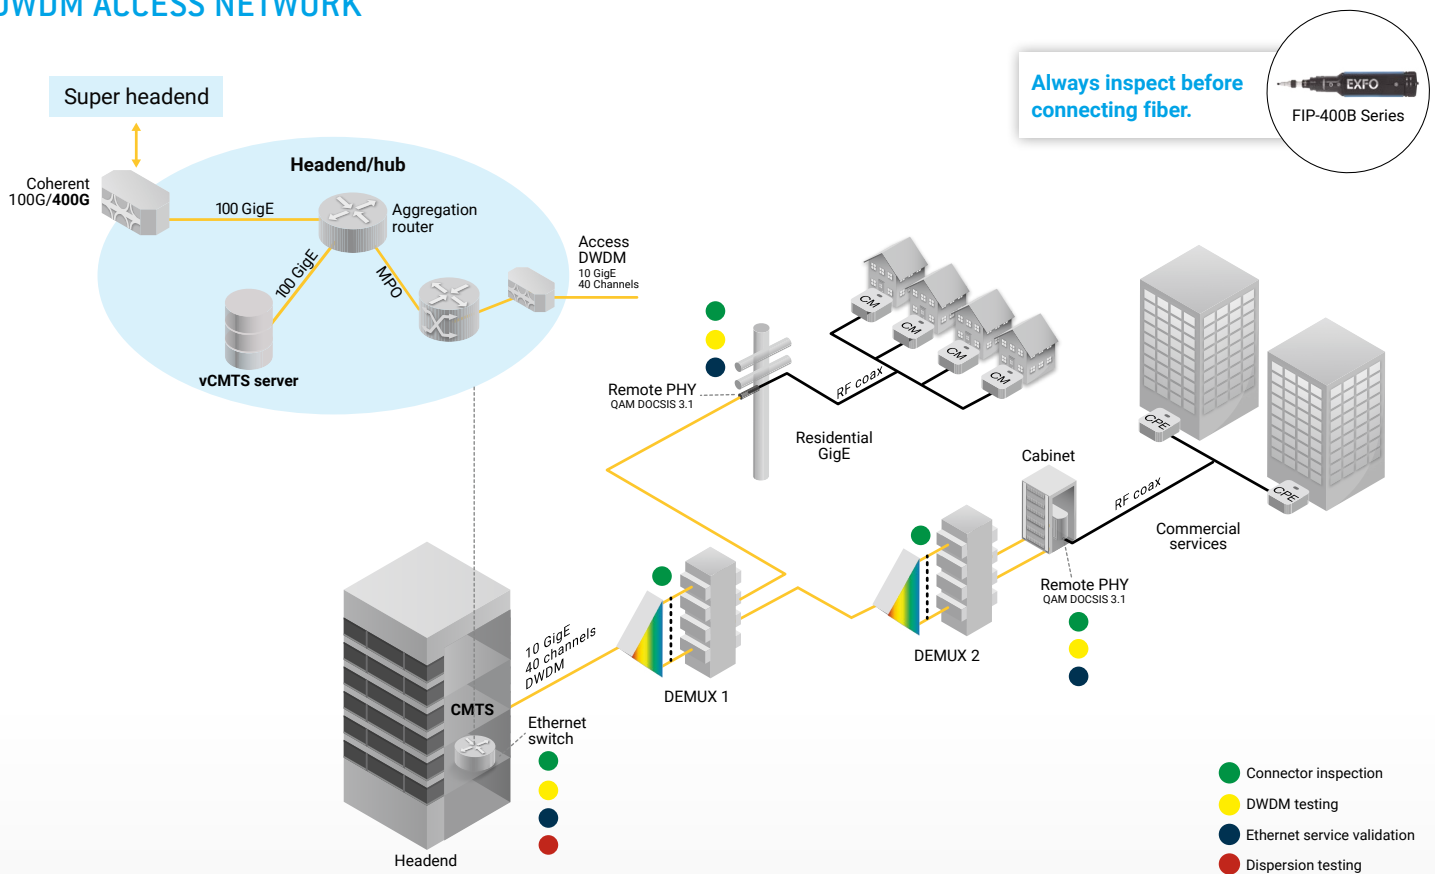 DWDM ACCESS NETWORK
Always inspect before
connecting fiber.
EXFO
FIP-400B Series
Super headend
Headend/hub
Coherent
100G/400G
100 GigE
Aggregation
router
100 GigE
MPO
Access
DWDM
10 GigE
40 Channels
vCMTS server
CM
CM
CM
CM
RF coax
Remote PHY
QAM DOCSIS 3.1
Residential
GigE
CPE
CPE
Cabinet
RF coax
Commercial
services
Remote PHY
QAM DOCSIS 3.1
DEMUX 2
10 GigE
40 channels
DWDM
DEMUX 1
CMTS
Ethernet
switch
Headend
Connector inspection
DWDM testing
Ethernet service validation
Dispersion testing